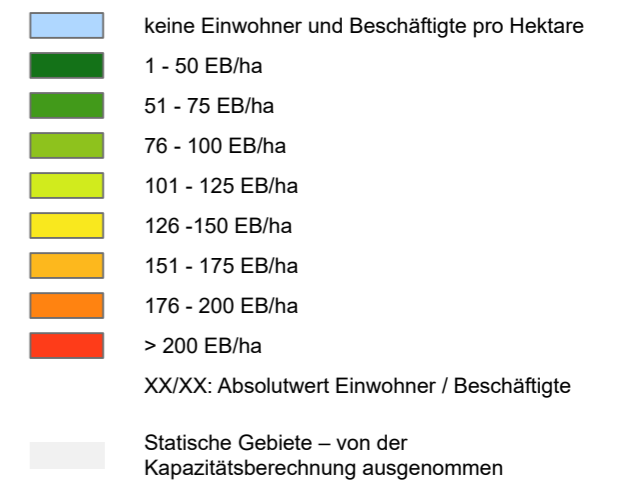 keine Einwohner und Beschäftigte pro Hektare
1 - 50 EB/ha
51 - 75 EB/ha
76 - 100 EB/ha
101 - 125 EB/ha
126 -150 EB/ha
151 - 175 EB/ha
176 - 200 EB/ha
> 200 EB/ha
XX/XX: Absolutwert Einwohner / Beschäftigte
Statische Gebiete – von der
Kapazitätsberechnung ausgenommen